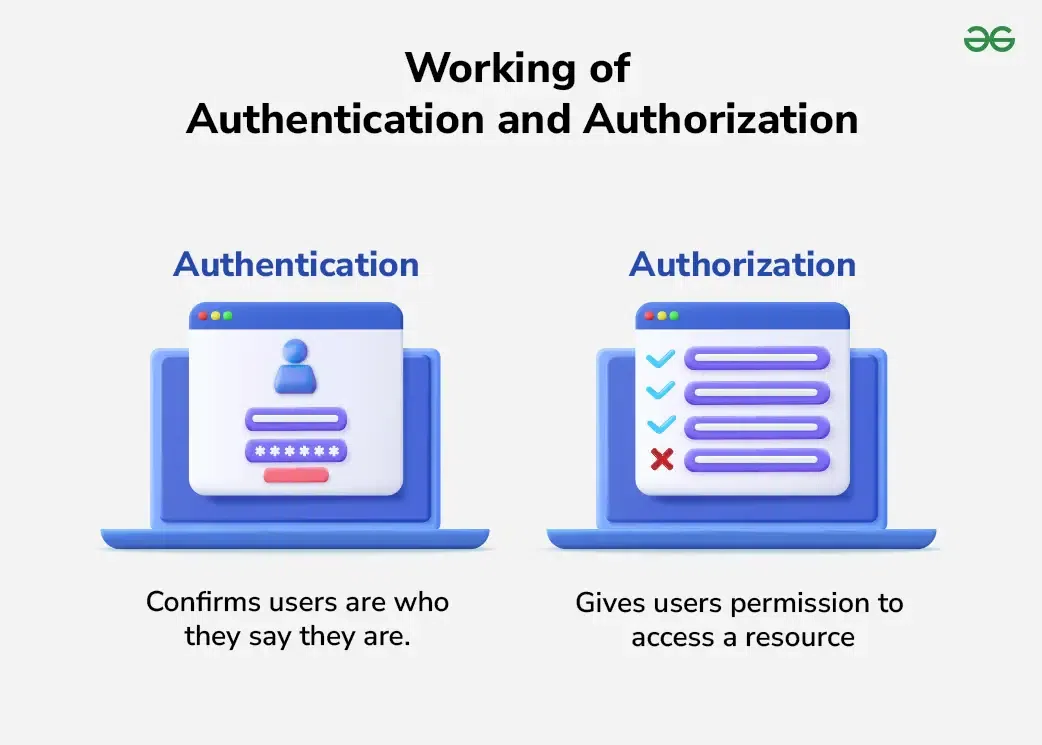 Working of
Authentication and Authorization
Authentication
Authorization
******
Confirms users are who
they say they are.
Gives users permission to
access a resource